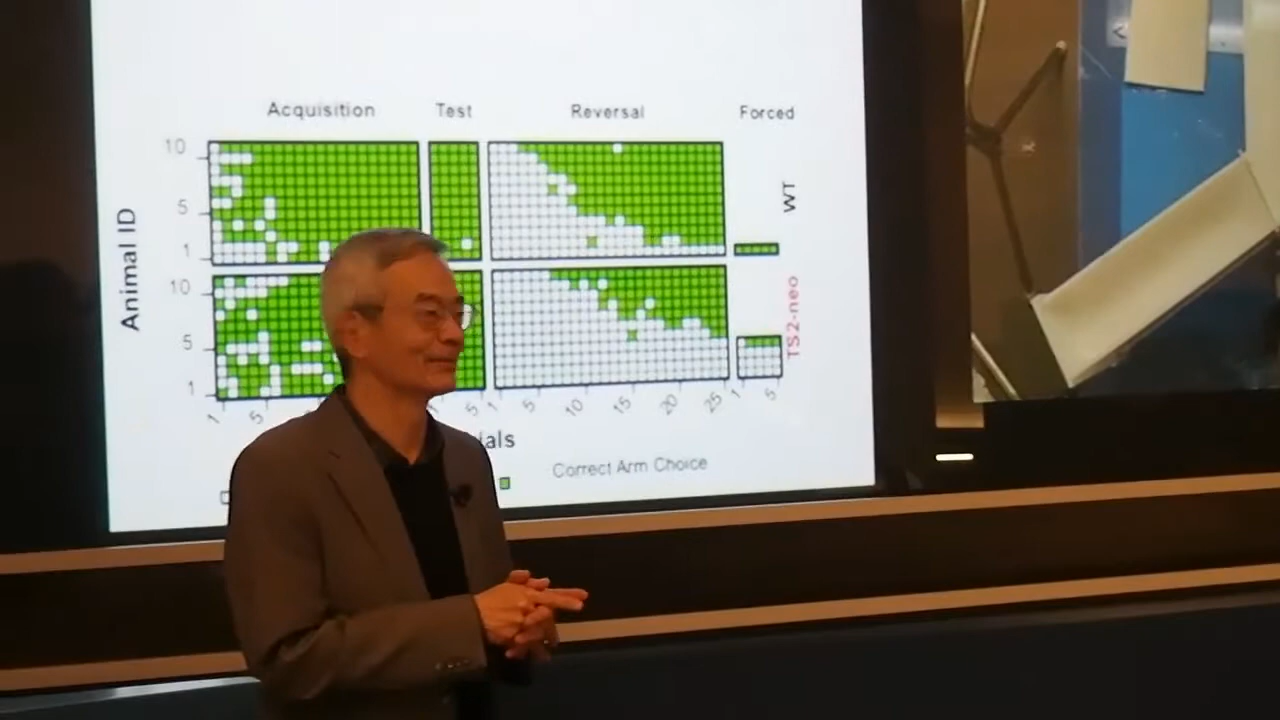 Acquisition Test Reversal Forced
10
5
1
WT
Animal ID
10
5
1
TS2-neo
1 5 5 1 5 10 15 20 25 1 5
ials
Correct Arm Choice